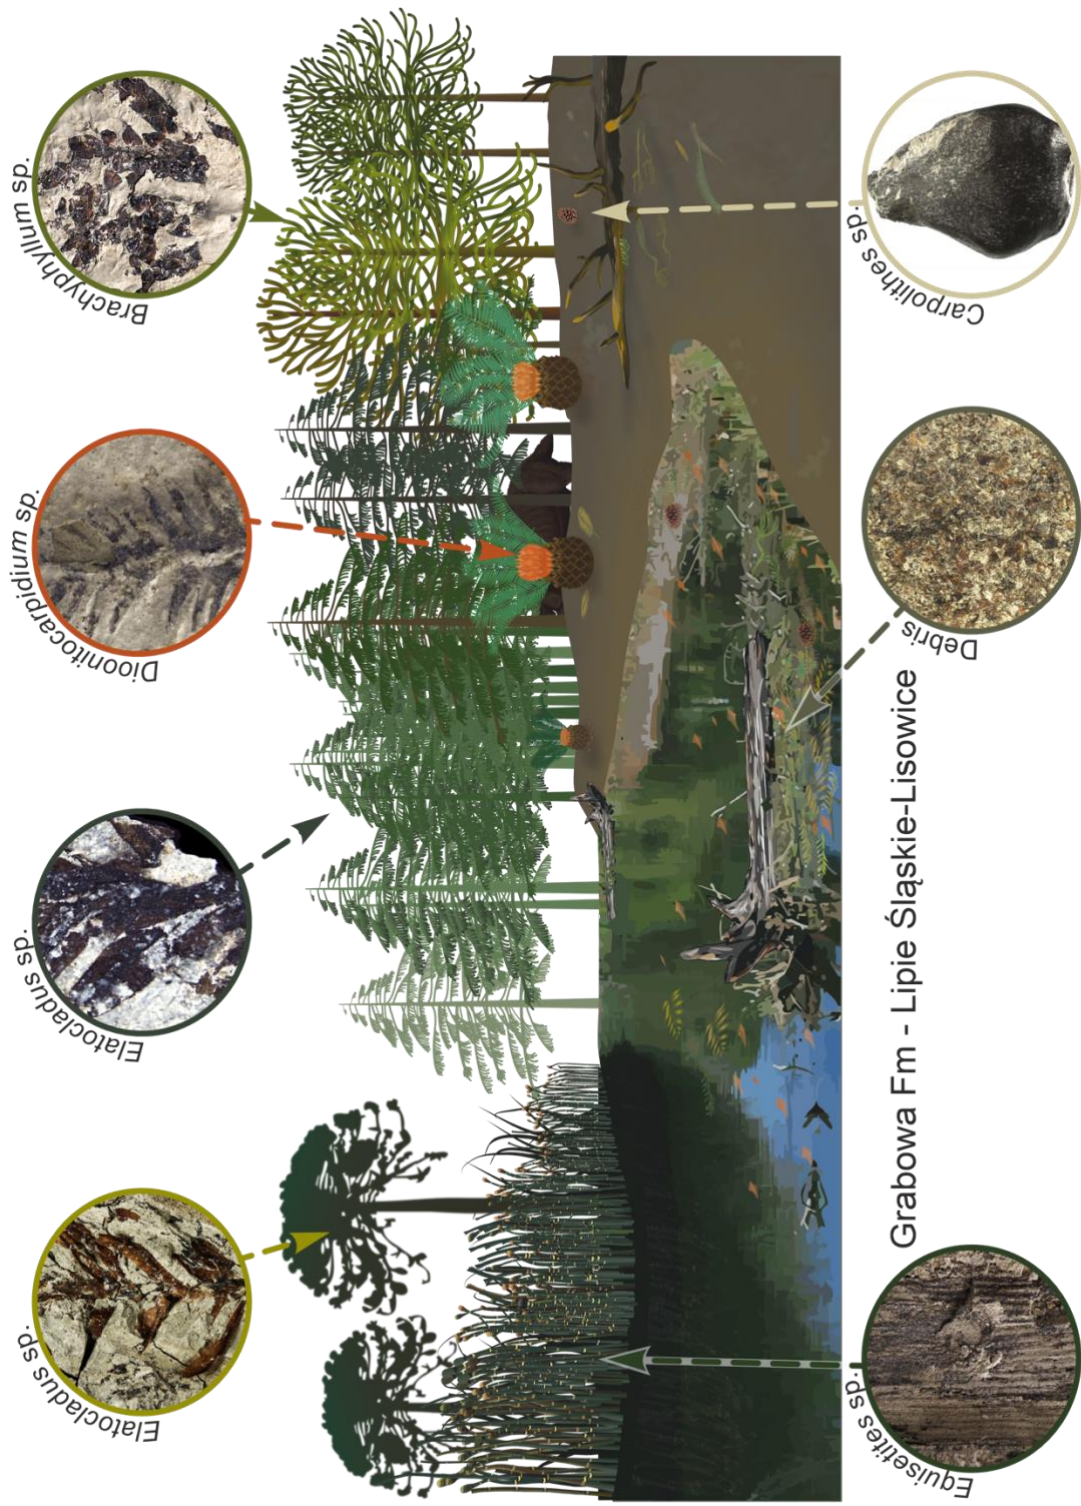 Elatocladus sp.
Elatocladus sp.
Dioonitocarpidium sp.
Brachyphyllum sp.
Equisetites sp.
Debris
Carpolithes sp.
Grabowa Fm - Lipie Śląskie-Lisowice